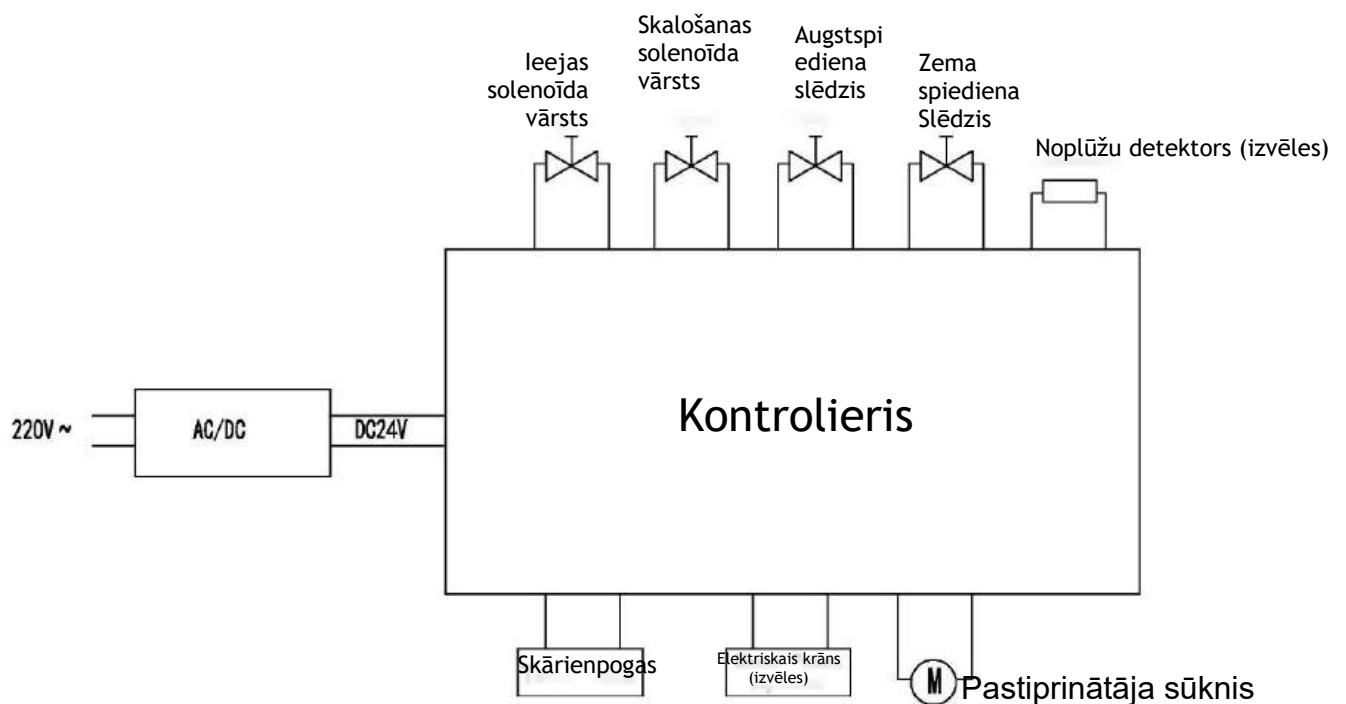 Ieejas
solenoīda
vārsts
Skalošanas
solenoīda
vārsts
Augstspi
ediena
slēdzis
Zema
spiediena
Slēdzis
Noplūžu detektors (izvēles)
220V ~
AC/DC
DC24V
Kontrolieris
Skārienpogas
Elektriskais krāns
(izvēles)
M
Pastiprinātāja sūknis